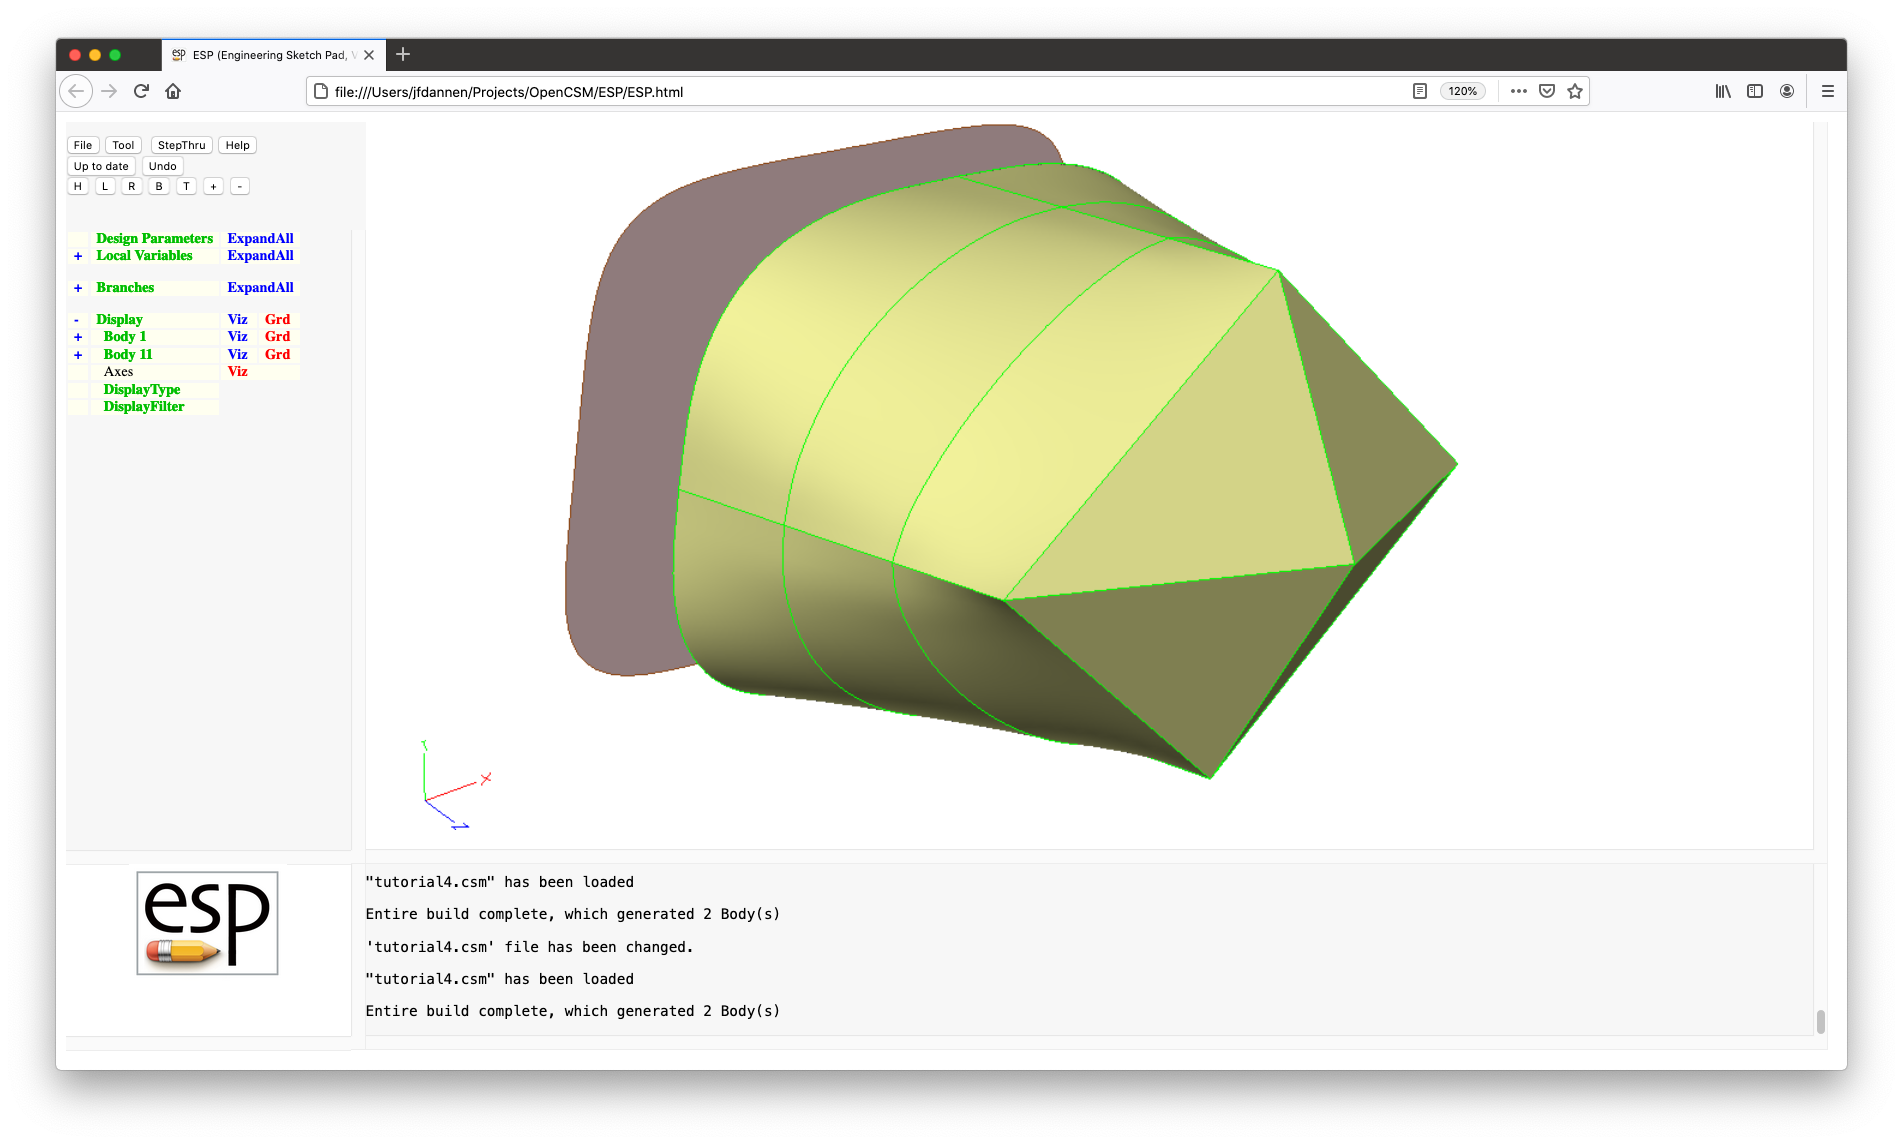 esp ESP (Engineering Sketch Pad, V
file:///Users/jfdannen/Projects/OpenCSM/ESP/ESP.html 120%
File Tool StepThru Help
Up to date Undo
H L R B T + -
Design Parameters ExpandAll
+ Local Variables ExpandAll
+ Branches ExpandAll
- Display Viz Grd
+ Body 1 Viz Grd
+ Body 11 Viz Grd
Axes Viz
DisplayType
DisplayFilter
Y
X
Z
esp
"tutorial4.csm" has been loaded
Entire build complete, which generated 2 Body(s)
'tutorial4.csm' file has been changed.
"tutorial4.csm" has been loaded
Entire build complete, which generated 2 Body(s)